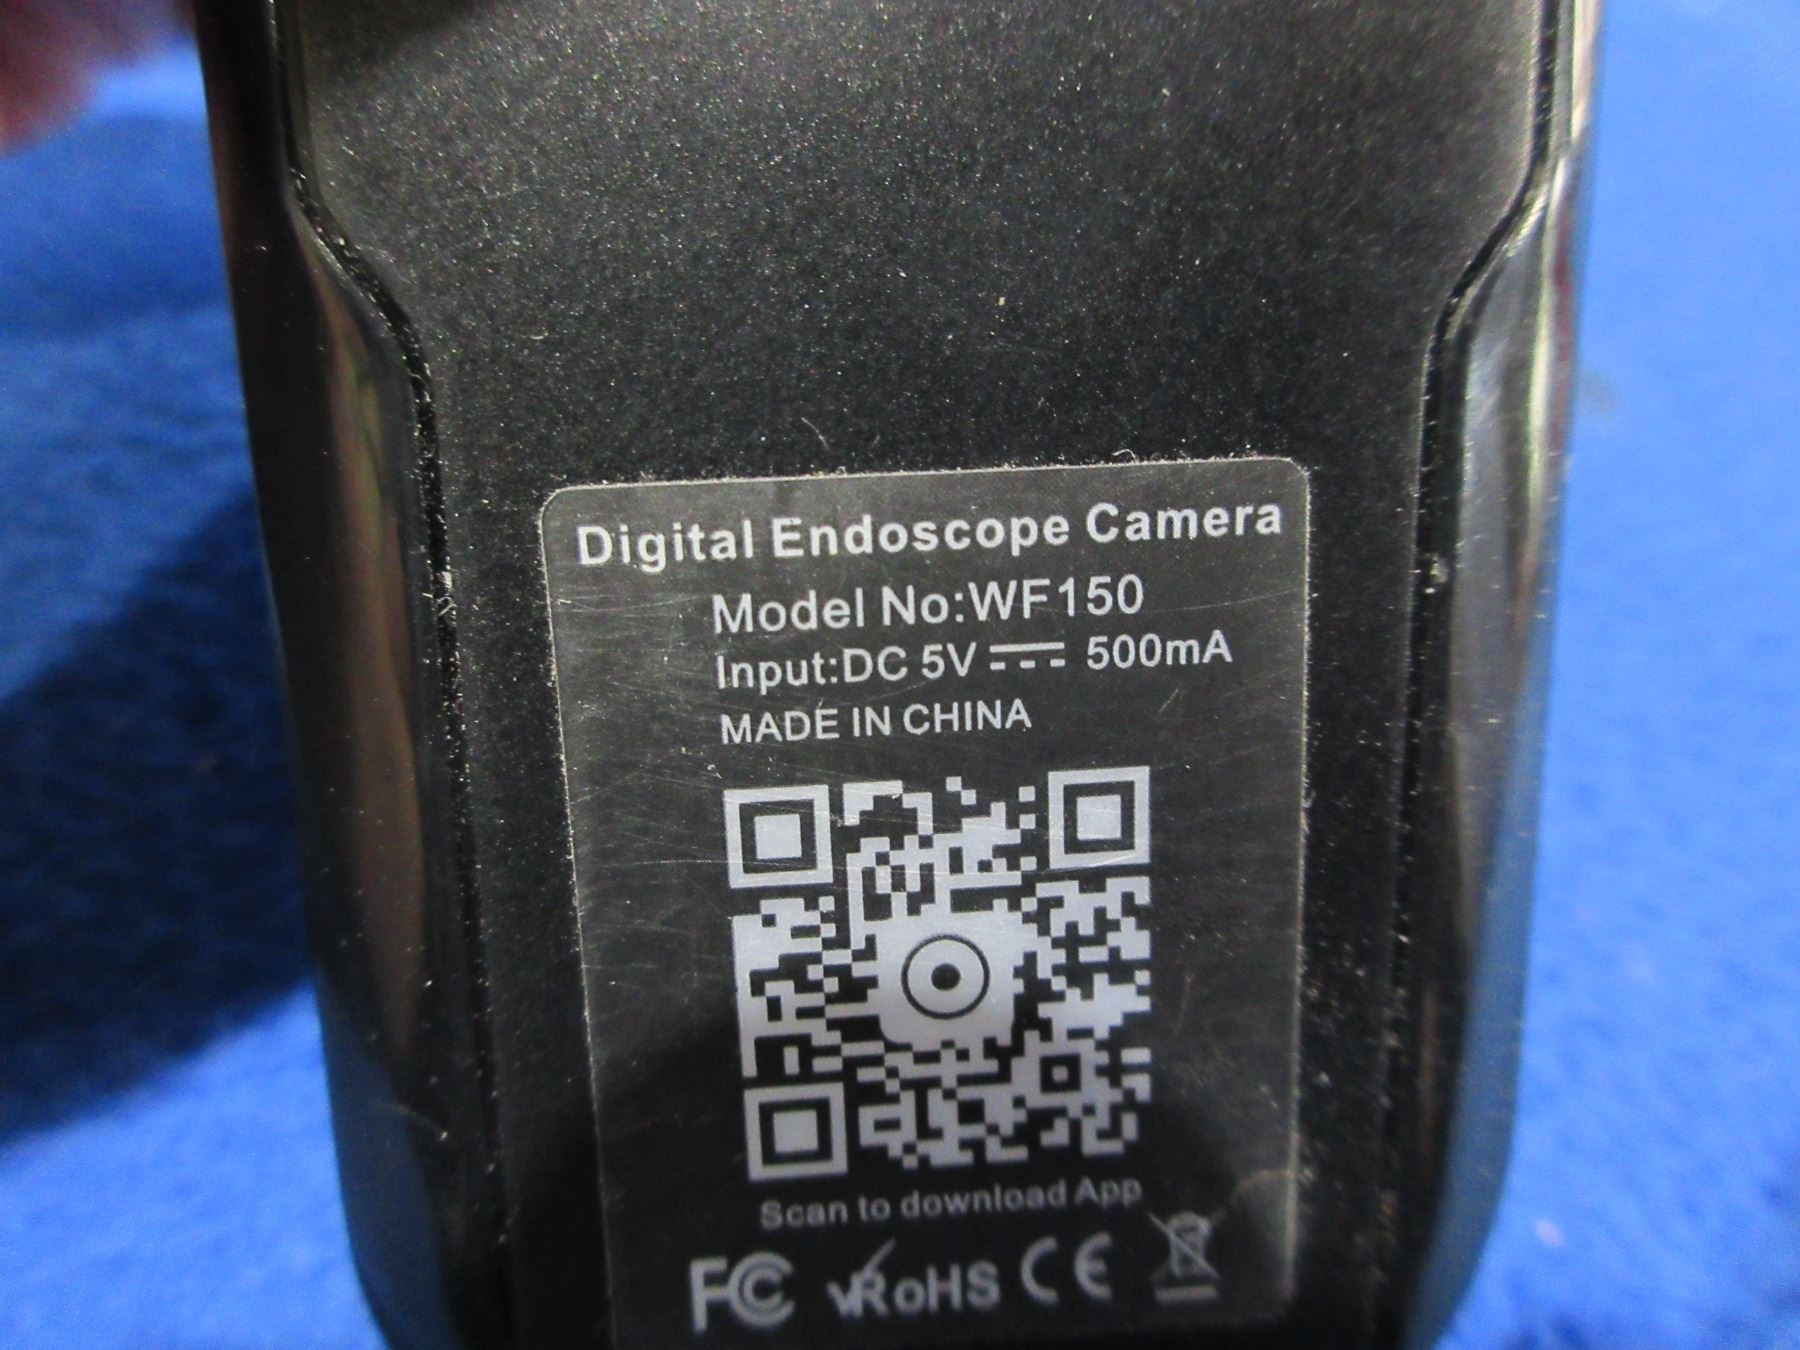 Digital Endoscope Camera
Model No:WF150
Input:DC 5V ⎓ 500mA
MADE IN CHINA
Scan to download App
FC RoHS CE